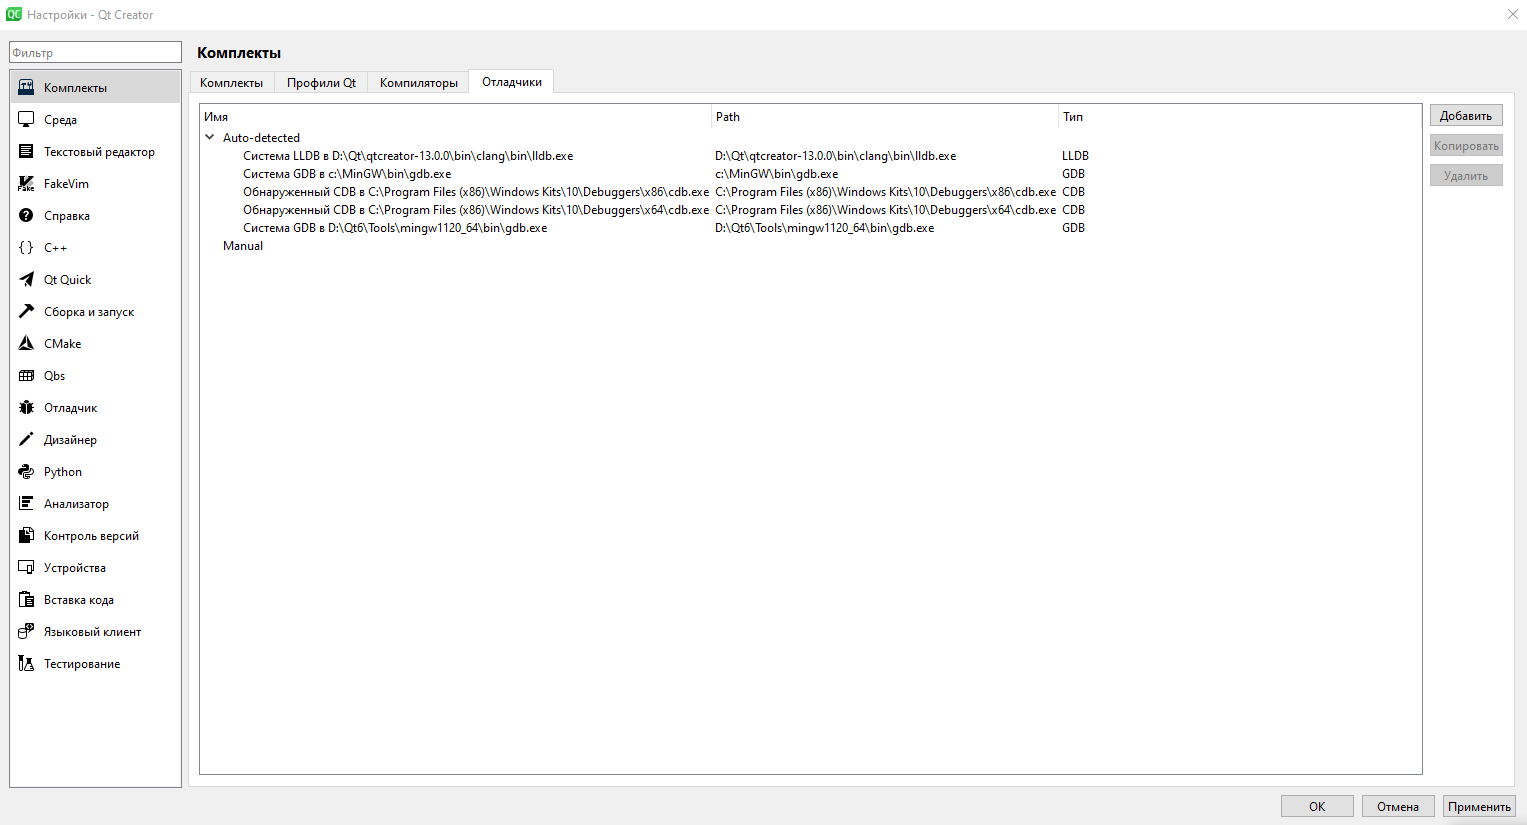 Настройки - Qt Creator
Фильтр
Комплекты
Среда
Текстовый редактор
FakeVim
Справка
C++
Qt Quick
Сборка и запуск
CMake
Qbs
Отладчик
Дизайнер
Python
Анализатор
Контроль версий
Устройства
Вставка кода
Языковый клиент
Тестирование
Комплекты
Комплекты Профили Qt Компиляторы Отладчики
Имя Path Тип
Auto-detected
Система LLDB в D:\Qt\qtcreator-13.0.0\bin\clang\bin\lldb.exe D:\Qt\qtcreator-13.0.0\bin\clang\bin\lldb.exe LLDB
Система GDB в c:\MinGW\bin\gdb.exe c:\MinGW\bin\gdb.exe GDB
Обнаруженный CDB в C:\Program Files (x86)\Windows Kits\10\Debuggers\x86\cdb.exe C:\Program Files (x86)\Windows Kits\10\Debuggers\x86\cdb.exe CDB
Обнаруженный CDB в C:\Program Files (x86)\Windows Kits\10\Debuggers\x64\cdb.exe C:\Program Files (x86)\Windows Kits\10\Debuggers\x64\cdb.exe CDB
Система GDB в D:\Qt6\Tools\mingw1120_64\bin\gdb.exe D:\Qt6\Tools\mingw1120_64\bin\gdb.exe GDB
Manual
Добавить
Копировать
Удалить
OK Отмена Применить